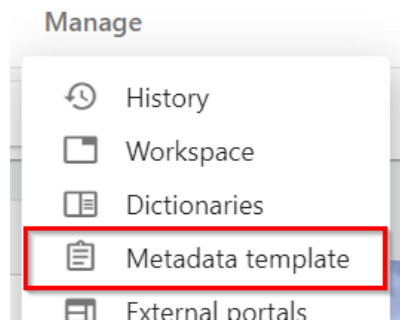 Manage
History
Workspace
Dictionaries
Metadata template
External portals